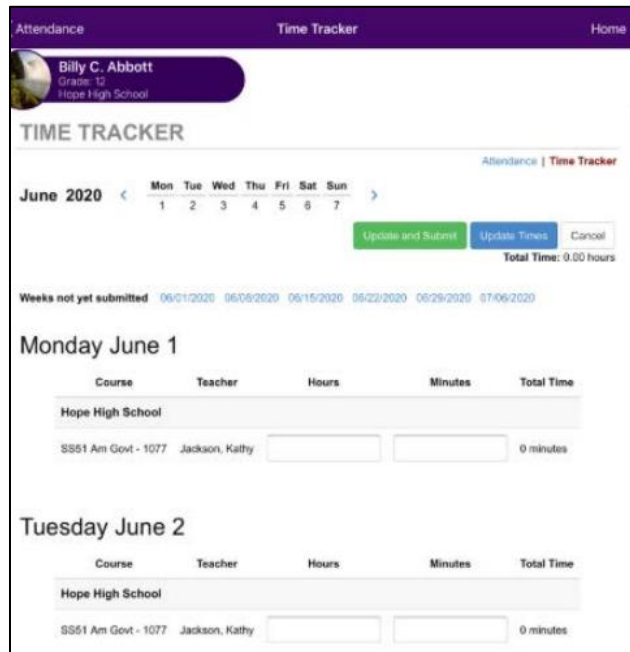 Attendance Time Tracker Home
Billy C. Abbott
Grade: 12
Hope High School
TIME TRACKER
Attendance | Time Tracker
June 2020 < Mon Tue Wed Thu Fri Sat Sun >
1 2 3 4 5 6 7
Update and Submit Update Times Cancel
Total Time: 0.00 hours
Weeks not yet submitted 06/01/2020 06/08/2020 06/15/2020 06/22/2020 06/29/2020 07/06/2020
Monday June 1
Course Teacher Hours Minutes Total Time
Hope High School
SS51 Am Govt - 1077 Jackson, Kathy 0 minutes
Tuesday June 2
Course Teacher Hours Minutes Total Time
Hope High School
SS51 Am Govt - 1077 Jackson, Kathy 0 minutes